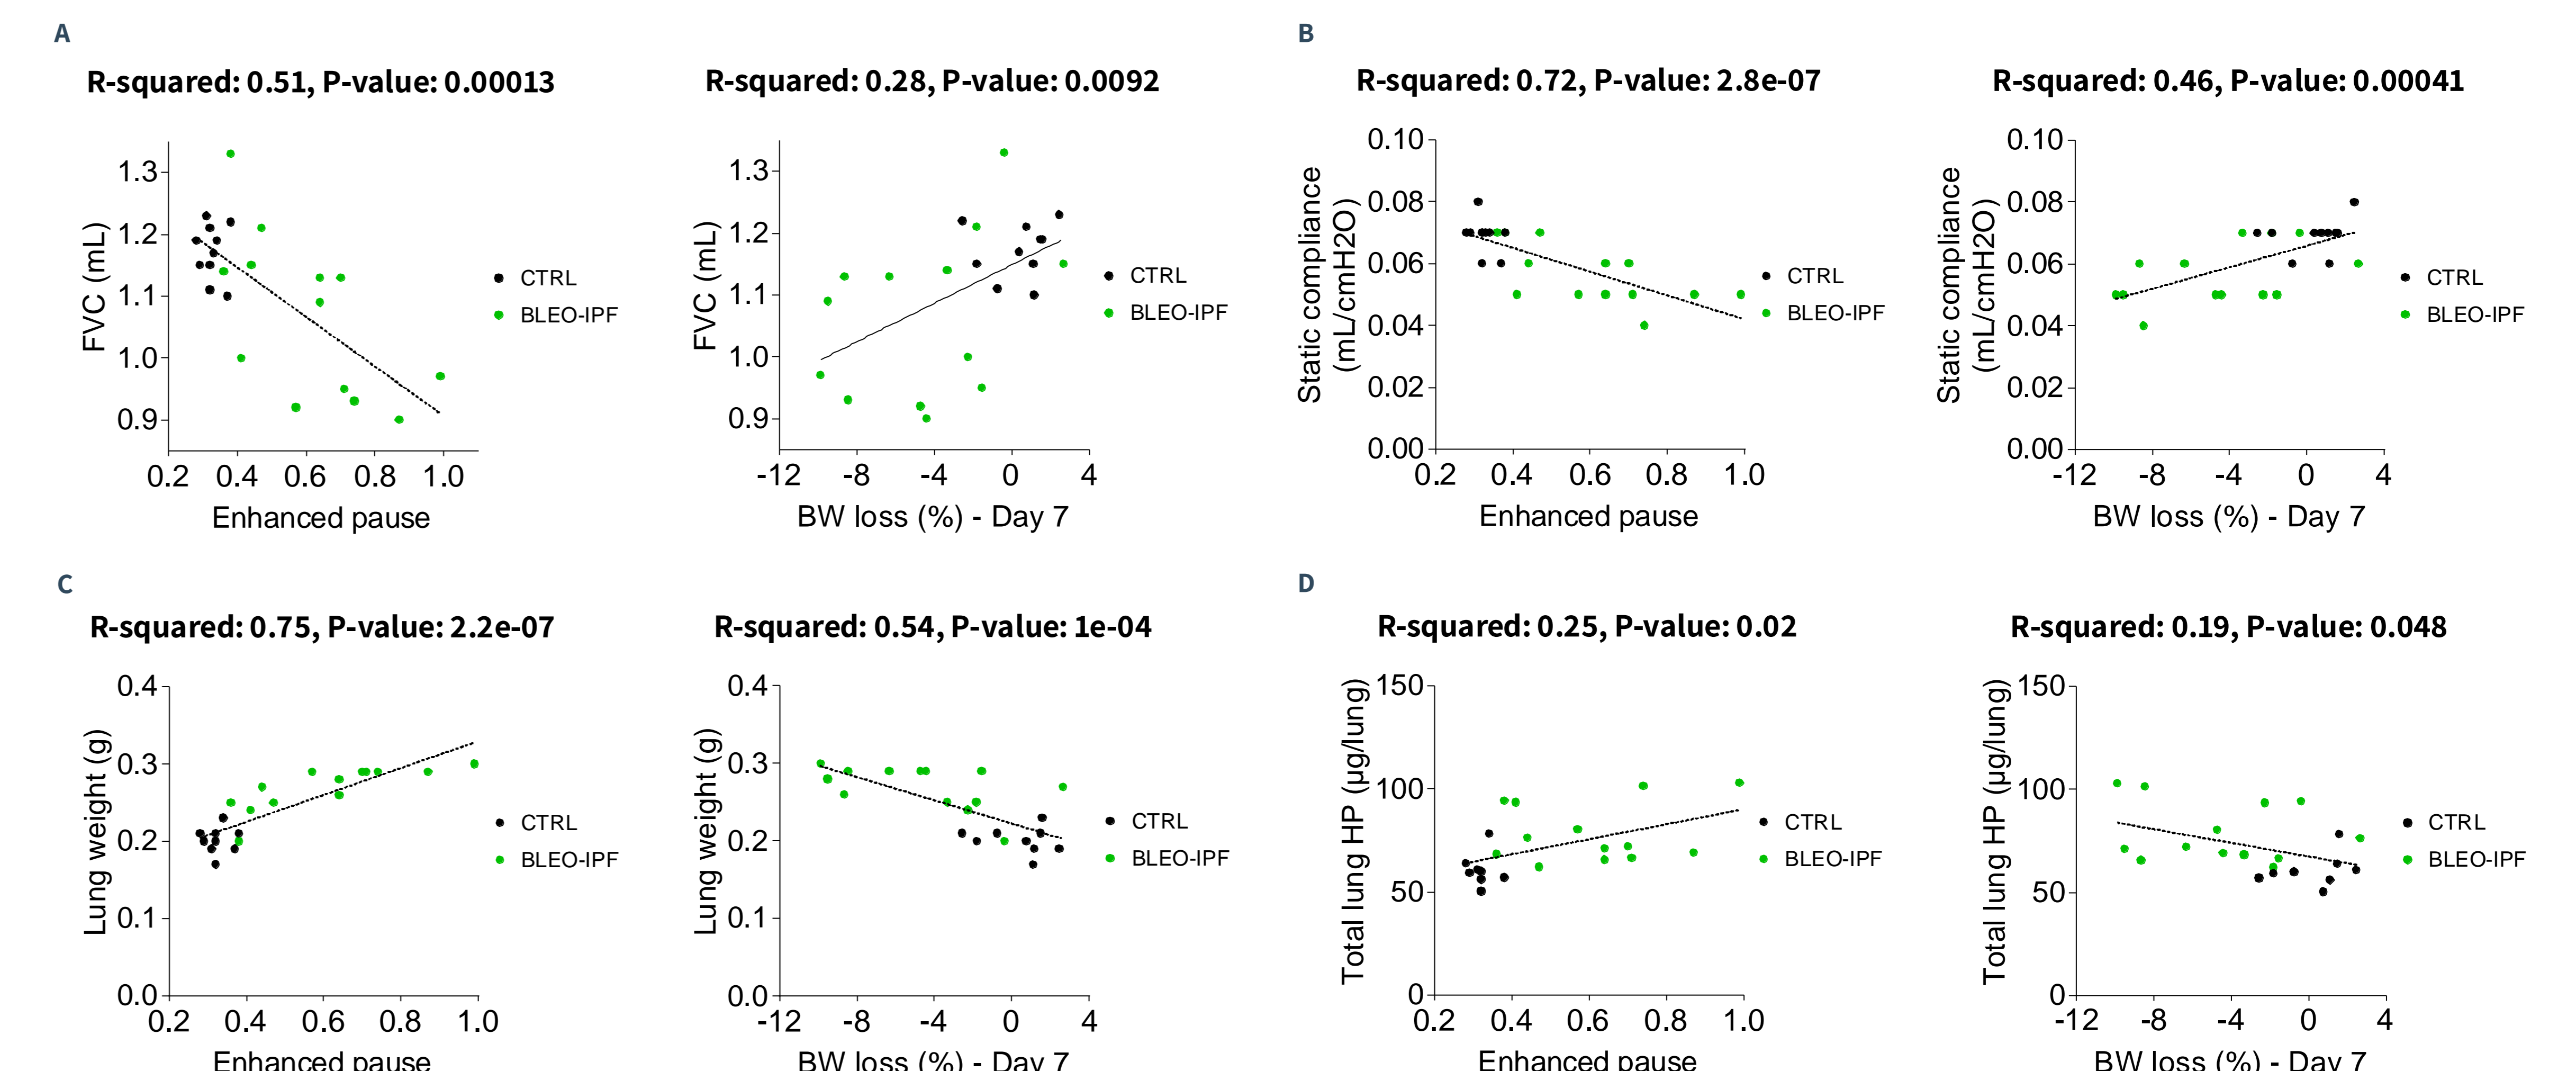 A
R-squared: 0.51, P-value: 0.00013
FVC (mL)
1.3
1.2
1.1
1.0
0.9
0.2 0.4 0.6 0.8 1.0
Enhanced pause
CTRL
BLEO-IPF
R-squared: 0.28, P-value: 0.0092
FVC (mL)
1.3
1.2
1.1
1.0
0.9
-12 -8 -4 0 4
BW loss (%) - Day 7
CTRL
BLEO-IPF
B
R-squared: 0.72, P-value: 2.8e-07
Static compliance
(mL/cmH2O)
0.10
0.08
0.06
0.04
0.02
0.00
0.2 0.4 0.6 0.8 1.0
Enhanced pause
CTRL
BLEO-IPF
R-squared: 0.46, P-value: 0.00041
Static compliance
(mL/cmH2O)
0.10
0.08
0.06
0.04
0.02
0.00
-12 -8 -4 0 4
BW loss (%) - Day 7
CTRL
BLEO-IPF
C
R-squared: 0.75, P-value: 2.2e-07
Lung weight (g)
0.4
0.3
0.2
0.1
0.0
0.2 0.4 0.6 0.8 1.0
Enhanced pause
CTRL
BLEO-IPF
R-squared: 0.54, P-value: 1e-04
Lung weight (g)
0.4
0.3
0.2
0.1
0.0
-12 -8 -4 0 4
BW loss (%) - Day 7
CTRL
BLEO-IPF
D
R-squared: 0.25, P-value: 0.02
Total lung HP (µg/lung)
150
100
50
0
0.2 0.4 0.6 0.8 1.0
Enhanced pause
CTRL
BLEO-IPF
R-squared: 0.19, P-value: 0.048
Total lung HP (µg/lung)
150
100
50
0
-12 -8 -4 0 4
BW loss (%) - Day 7
CTRL
BLEO-IPF